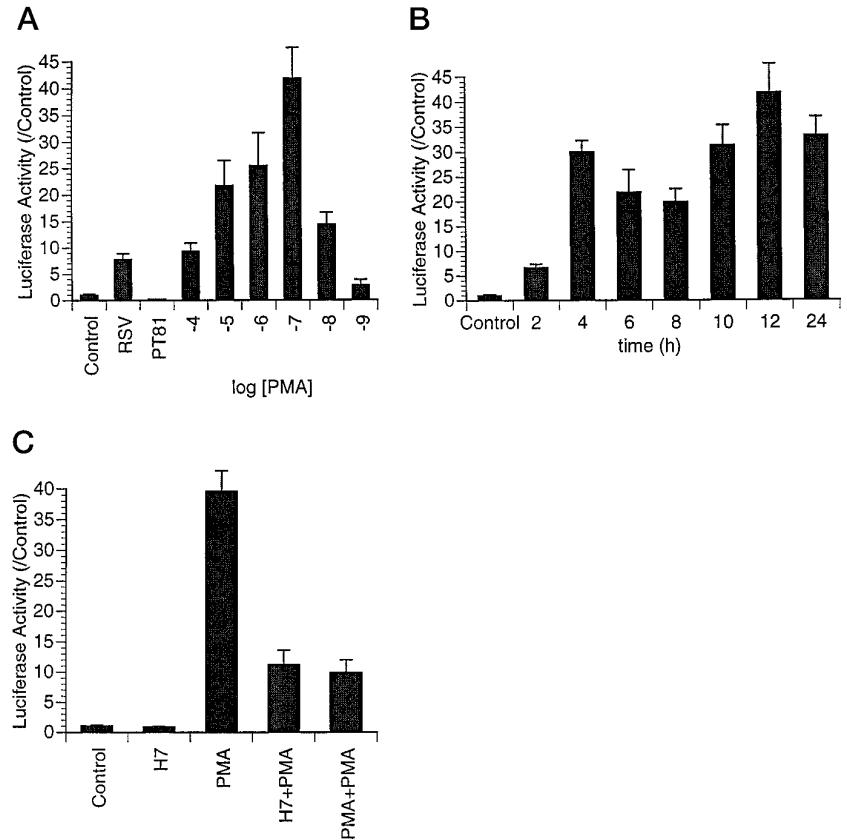 A
Luciferase Activity (/Control)
45
40
35
30
25
20
15
10
5
0
Control
RSV
PT81
-4
-5
-6
-7
-8
-9
log [PMA]
B
Luciferase Activity (/Control)
45
40
35
30
25
20
15
10
5
0
Control 2 4 6 8 10 12 24
time (h)
C
Luciferase Activity (/Control)
40
35
30
25
20
15
10
5
0
Control
H7
PMA
H7+PMA
PMA+PMA